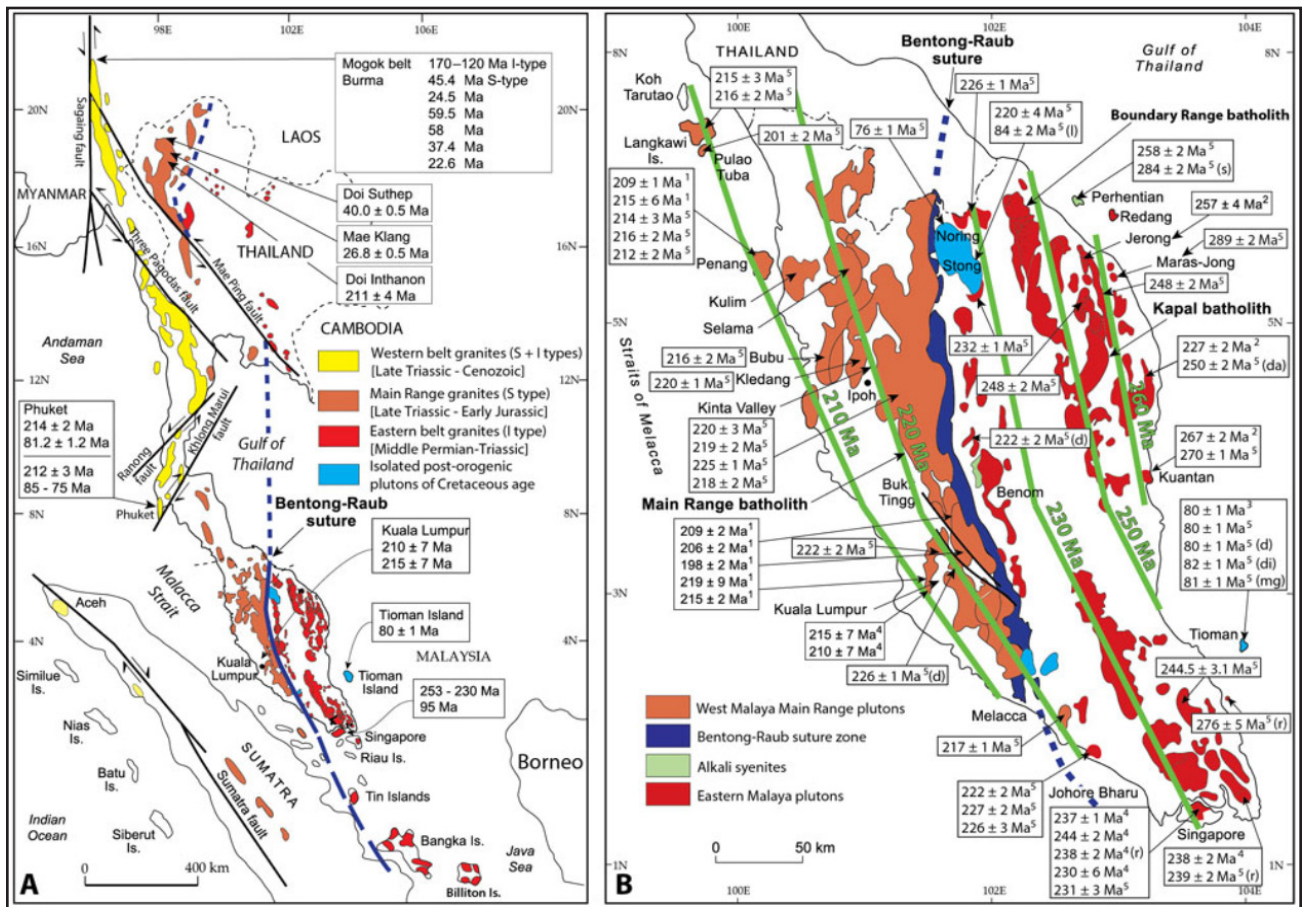 98E
102E
106E
Mogok belt 170–120 Ma I-type
Burma 45.4 Ma S-type
24.5 Ma
59.5 Ma
58 Ma
37.4 Ma
22.6 Ma
20N
Sagaing fault
LAOS
MYANMAR
Doi Suthep
40.0 ± 0.5 Ma
THAILAND
Mae Klang
26.8 ± 0.5 Ma
16N
Three Pagodas fault
Mae Ping fault
Doi Inthanon
211 ± 4 Ma
CAMBODIA
Andaman
Sea
Western belt granites (S + I types)
[Late Triassic - Cenozoic]
12N
Main Range granites (S type)
[Late Triassic - Early Jurassic]
Eastern belt granites (I type)
[Middle Permian-Triassic]
Isolated post-orogenic
plutons of Cretaceous age
Phuket
214 ± 2 Ma
81.2 ± 1.2 Ma
212 ± 3 Ma
85 - 75 Ma
Ranong
fault
Khlong Marui
fault
Gulf of
Thailand
Phuket
8N
Bentong-Raub
suture
Kuala Lumpur
210 ± 7 Ma
215 ± 7 Ma
Malacca
Strait
Aceh
Tioman Island
80 ± 1 Ma
4N
MALAYSIA
Kuala
Lumpur
Tioman
Island
Similue
Is.
253 - 230 Ma
95 Ma
Nias
Is.
Singapore
Riau Is.
Borneo
Batu
Is.
SUMATRA
Sumatra fault
Tin Islands
Indian
Ocean
Siberut
Is.
Bangka Is.
Java
Sea
Billiton Is.
0 400 km
A
100E
102E
104E
8N
THAILAND
Bentong-Raub
suture
Gulf of
Thailand
Koh
Tarutao
215 ± 3 Ma5
216 ± 2 Ma5
226 ± 1 Ma5
220 ± 4 Ma5
84 ± 2 Ma5 (l)
Boundary Range batholith
201 ± 2 Ma5
76 ± 1 Ma5
Langkawi
Is.
Pulao
Tuba
258 ± 2 Ma5
284 ± 2 Ma5 (s)
Perhentian
Redang
257 ± 4 Ma2
209 ± 1 Ma1
215 ± 6 Ma1
214 ± 3 Ma5
216 ± 2 Ma5
212 ± 2 Ma5
Noring
Stong
Jerong
289 ± 2 Ma5
Maras-Jong
Penang
248 ± 2 Ma5
Kulim
Kapal batholith
Selama
5N
232 ± 1 Ma5
227 ± 2 Ma2
250 ± 2 Ma5 (da)
Straits of Melacca
216 ± 2 Ma5
Bubu
220 ± 1 Ma5
Kledang
Ipoh
248 ± 2 Ma5
210 Ma
220 Ma
260 Ma
Kinta Valley
220 ± 3 Ma5
219 ± 2 Ma5
225 ± 1 Ma5
218 ± 2 Ma5
222 ± 2 Ma5 (d)
267 ± 2 Ma2
270 ± 1 Ma5
Kuantan
Benom
Main Range batholith
Buk.
Tingg
230 Ma
250 Ma
209 ± 2 Ma1
206 ± 2 Ma1
198 ± 2 Ma1
219 ± 9 Ma1
215 ± 2 Ma1
222 ± 2 Ma5
80 ± 1 Ma3
80 ± 1 Ma5
80 ± 1 Ma5 (d)
82 ± 1 Ma5 (di)
81 ± 1 Ma5 (mg)
3N
Kuala Lumpur
215 ± 7 Ma4
210 ± 7 Ma4
Tioman
226 ± 1 Ma5 (d)
244.5 ± 3.1 Ma5
Melacca
276 ± 5 Ma5 (r)
217 ± 1 Ma5
West Malaya Main Range plutons
Bentong-Raub suture zone
Alkali syenites
Eastern Malaya plutons
222 ± 2 Ma5
227 ± 2 Ma5
226 ± 3 Ma5
Johore Bharu
237 ± 1 Ma4
244 ± 2 Ma4
238 ± 2 Ma4 (r)
230 ± 6 Ma4
231 ± 3 Ma5
Singapore
238 ± 2 Ma4
239 ± 2 Ma5 (r)
0 50 km
1N
B